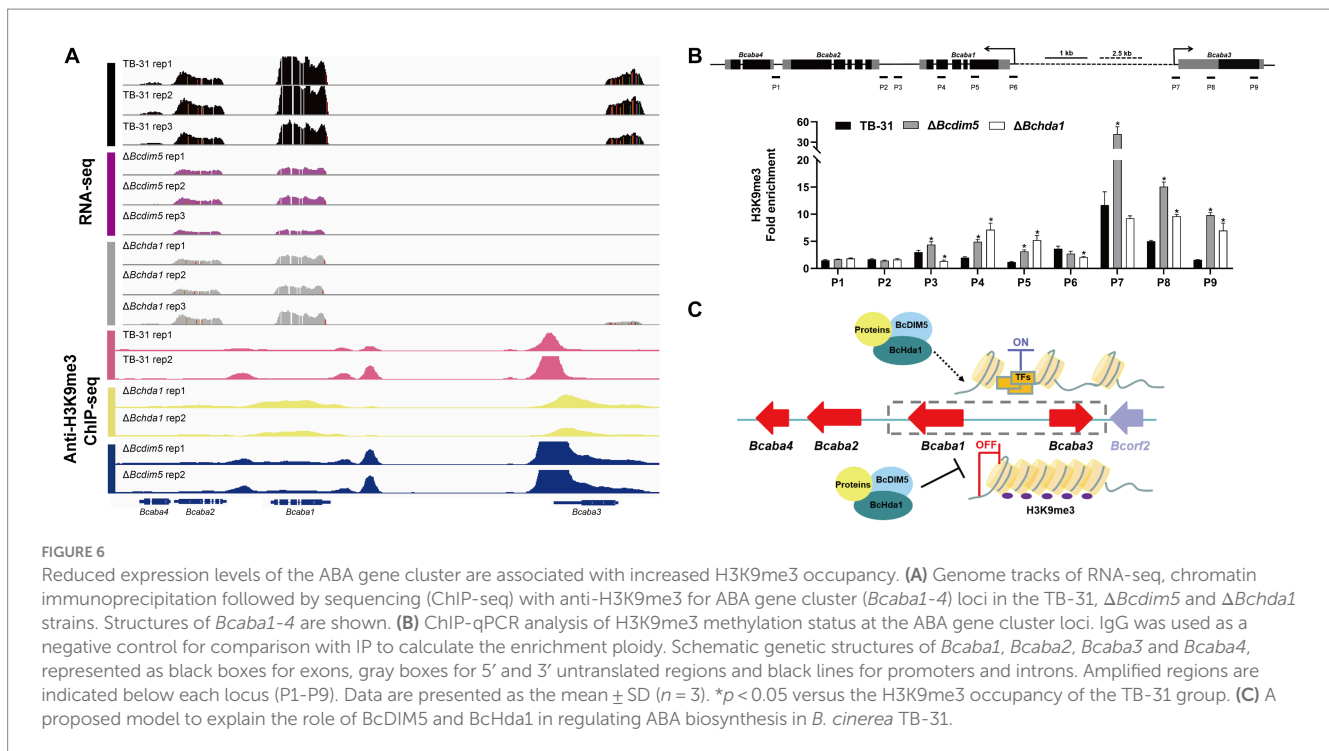 A
RNA-seq
Anti-H3K9me3
ChIP-seq
TB-31 rep1
TB-31 rep2
TB-31 rep3
ΔBcdim5 rep1
ΔBcdim5 rep2
ΔBcdim5 rep3
ΔBchda1 rep1
ΔBchda1 rep2
ΔBchda1 rep3
TB-31 rep1
TB-31 rep2
ΔBchda1 rep1
ΔBchda1 rep2
ΔBcdim5 rep1
ΔBcdim5 rep2
Bcaba4 Bcaba2 Bcaba1 Bcaba3
B
Bcaba4 Bcaba2 Bcaba1 1 kb 2.5 kb Bcaba3
P1 P2 P3 P4 P5 P6 P7 P8 P9
TB-31 ΔBcdim5 ΔBchda1
H3K9me3
Fold enrichment
60
30
20
15
10
5
0
* * * * * * * * * * * *
P1 P2 P3 P4 P5 P6 P7 P8 P9
C
Proteins BcDIM5
BcHda1
ON
TFs
Bcaba4 Bcaba2 Bcaba1 Bcaba3 Bcorf2
OFF
Proteins BcDIM5
BcHda1
H3K9me3
FIGURE 6
Reduced expression levels of the ABA gene cluster are associated with increased H3K9me3 occupancy. (A) Genome tracks of RNA-seq, chromatin
immunoprecipitation followed by sequencing (ChIP-seq) with anti-H3K9me3 for ABA gene cluster (Bcaba1-4) loci in the TB-31, ΔBcdim5 and ΔBchda1
strains. Structures of Bcaba1-4 are shown. (B) ChIP-qPCR analysis of H3K9me3 methylation status at the ABA gene cluster loci. IgG was used as a
negative control for comparison with IP to calculate the enrichment ploidy. Schematic genetic structures of Bcaba1, Bcaba2, Bcaba3 and Bcaba4,
represented as black boxes for exons, gray boxes for 5′ and 3′ untranslated regions and black lines for promoters and introns. Amplified regions are
indicated below each locus (P1-P9). Data are presented as the mean ± SD (n = 3). *p < 0.05 versus the H3K9me3 occupancy of the TB-31 group. (C) A
proposed model to explain the role of BcDIM5 and BcHda1 in regulating ABA biosynthesis in B. cinerea TB-31.